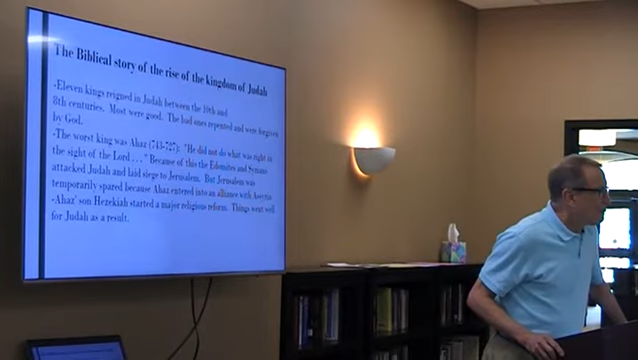 The Biblical story of the rise of the kingdom of Judah
-Eleven kings reigned in Judah between the 10th and
8th centuries. Most were good. The bad ones repented and were forgiven
by God.
-The worst king was Ahaz (743-727): "He did not do what was right in
the sight of the Lord . . ." Because of this the Edomites and Syrians
attacked Judah and laid siege to Jerusalem. But Jerusalem was
temporarily spared because Ahaz entered into an alliance with Assyria
-Ahaz' son Hezekiah started a major religious reform. Things went well
for Judah as a result.